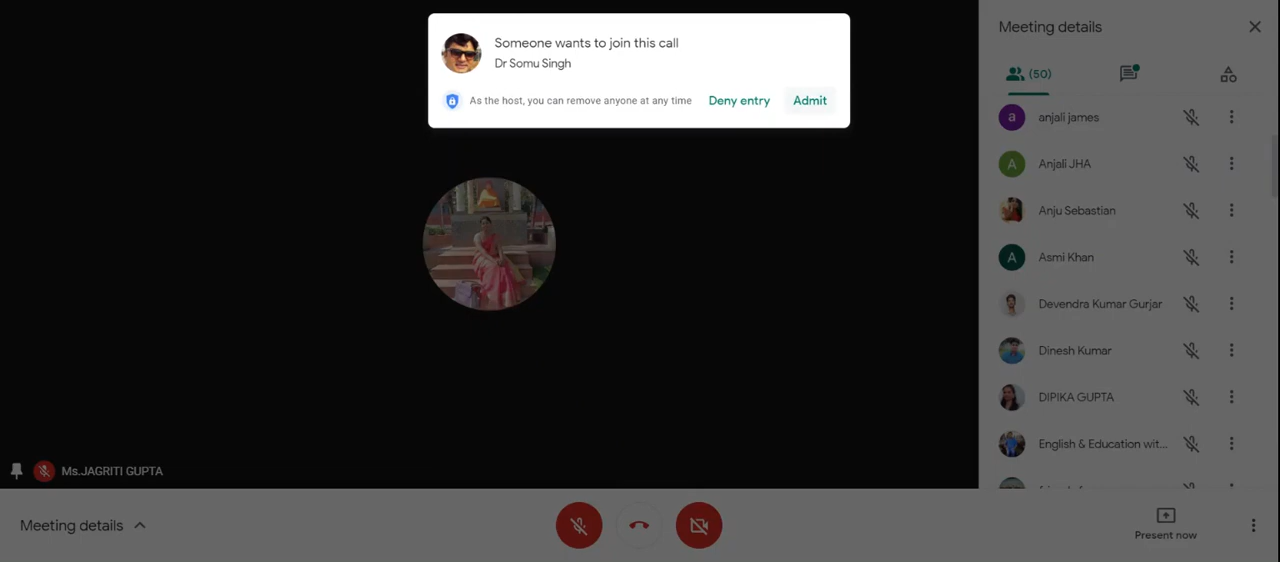 Someone wants to join this call
Dr Somu Singh
As the host, you can remove anyone at any time
Deny entry
Admit
Meeting details
(50)
a
anjali james
A
Anjali JHA
Anju Sebastian
A
Asmi Khan
Devendra Kumar Gurjar
Dinesh Kumar
DIPIKA GUPTA
English & Education wit...
Ms.JAGRITI GUPTA
Meeting details
Present now